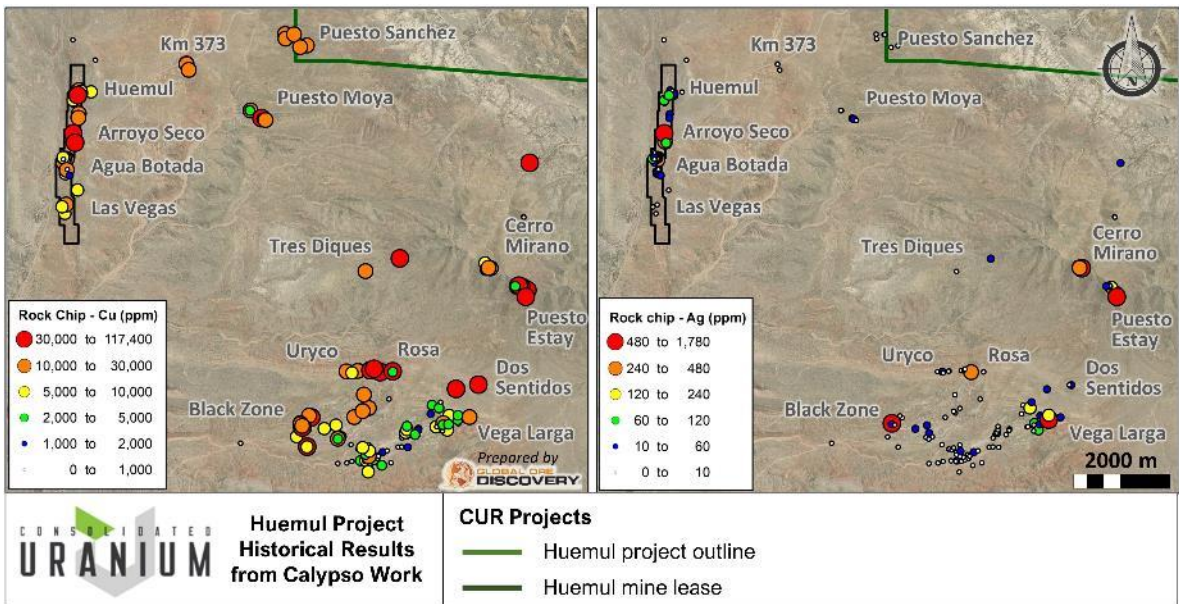 Km 373
Puesto Sanchez
Huemul
Puesto Moya
Arroyo Seco
Agua Botada
Las Vegas
Tres Diques
Cerro
Mirano
Puesto
Estay
Uryco
Rosa
Dos
Sentidos
Black Zone
Vega Larga
Rock Chip - Cu (ppm)
30,000 to 117,400
10,000 to 30,000
5,000 to 10,000
2,000 to 5,000
1,000 to 2,000
0 to 1,000
Prepared by
GLOBAL ORE
DISCOVERY
Km 373
Puesto Sanchez
N
Huemul
Puesto Moya
Arroyo Seco
Agua Botada
Las Vegas
Tres Diques
Cerro
Mirano
Puesto
Estay
Uryco
Rosa
Dos
Sentidos
Black Zone
Vega Larga
Rock chip - Ag (ppm)
480 to 1,780
240 to 480
120 to 240
60 to 120
10 to 60
0 to 10
2000 m
CONSOLIDATED
URANIUM
Huemul Project
Historical Results
from Calypso Work
CUR Projects
Huemul project outline
Huemul mine lease